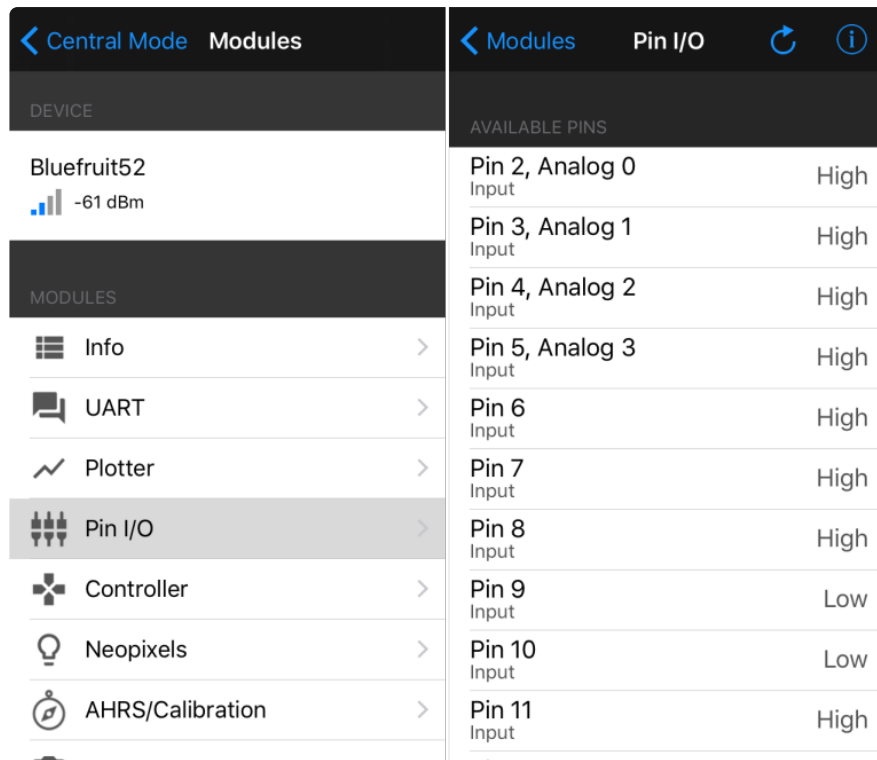 Central Mode Modules
DEVICE
Bluefruit52
-61 dBm
MODULES
Info
UART
Plotter
Pin I/O
Controller
Neopixels
AHRS/Calibration
Modules Pin I/O
AVAILABLE PINS
Pin 2, Analog 0
Input
High
Pin 3, Analog 1
Input
High
Pin 4, Analog 2
Input
High
Pin 5, Analog 3
Input
High
Pin 6
Input
High
Pin 7
Input
High
Pin 8
Input
High
Pin 9
Input
Low
Pin 10
Input
Low
Pin 11
Input
High